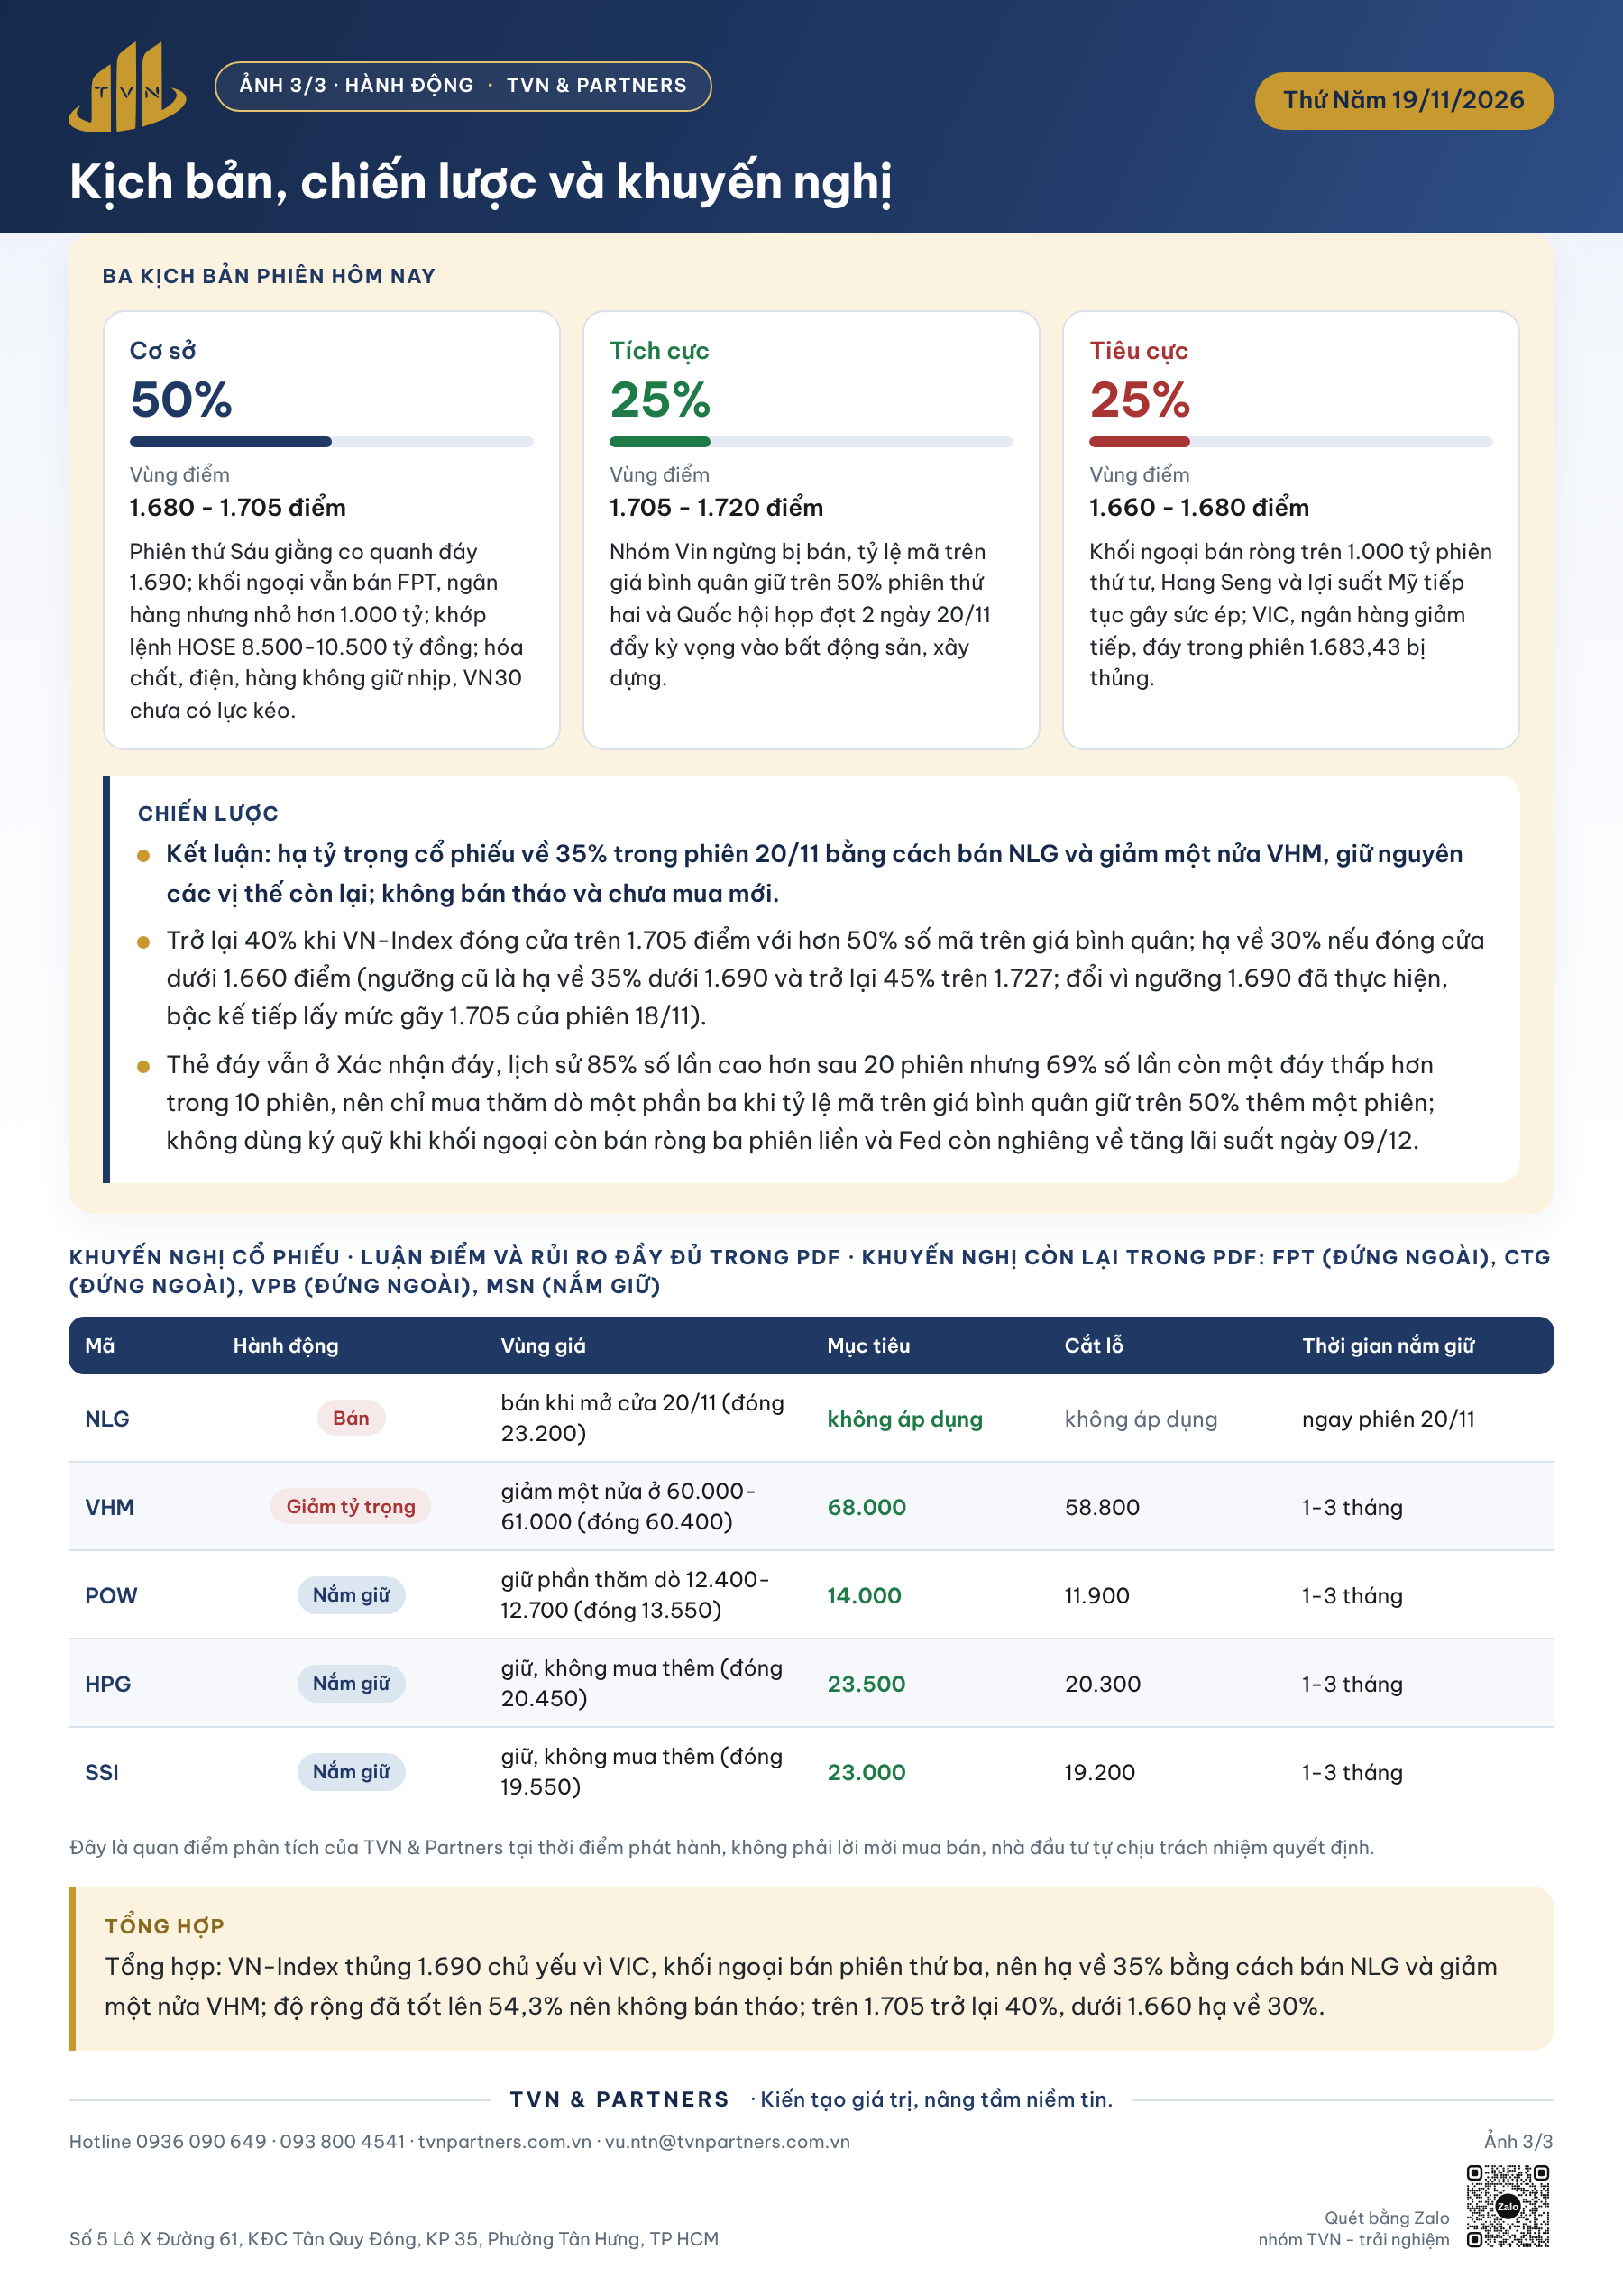 TVN
ẢNH 3/3 · HÀNH ĐỘNG · TVN & PARTNERS
Thứ Năm 19/11/2026
Kịch bản, chiến lược và khuyến nghị
BA KỊCH BẢN PHIÊN HÔM NAY
Cơ sở
50%
Vùng điểm
1.680 - 1.705 điểm
Phiên thứ Sáu giằng co quanh đáy
1.690; khối ngoại vẫn bán FPT, ngân
hàng nhưng nhỏ hơn 1.000 tỷ; khớp
lệnh HOSE 8.500-10.500 tỷ đồng; hóa
chất, điện, hàng không giữ nhịp, VN30
chưa có lực kéo.
Tích cực
25%
Vùng điểm
1.705 - 1.720 điểm
Nhóm Vin ngừng bị bán, tỷ lệ mã trên
giá bình quân giữ trên 50% phiên thứ
hai và Quốc hội họp đợt 2 ngày 20/11
đẩy kỳ vọng vào bất động sản, xây
dựng.
Tiêu cực
25%
Vùng điểm
1.660 - 1.680 điểm
Khối ngoại bán ròng trên 1.000 tỷ phiên
thứ tư, Hang Seng và lợi suất Mỹ tiếp
tục gây sức ép; VIC, ngân hàng giảm
tiếp, đáy trong phiên 1.683,43 bị
thủng.
CHIẾN LƯỢC
Kết luận: hạ tỷ trọng cổ phiếu về 35% trong phiên 20/11 bằng cách bán NLG và giảm một nửa VHM, giữ nguyên
các vị thế còn lại; không bán tháo và chưa mua mới.
Trở lại 40% khi VN-Index đóng cửa trên 1.705 điểm với hơn 50% số mã trên giá bình quân; hạ về 30% nếu đóng cửa
dưới 1.660 điểm (ngưỡng cũ là hạ về 35% dưới 1.690 và trở lại 45% trên 1.727; đổi vì ngưỡng 1.690 đã thực hiện,
bậc kế tiếp lấy mức gãy 1.705 của phiên 18/11).
Thẻ đáy vẫn ở Xác nhận đáy, lịch sử 85% số lần cao hơn sau 20 phiên nhưng 69% số lần còn một đáy thấp hơn
trong 10 phiên, nên chỉ mua thăm dò một phần ba khi tỷ lệ mã trên giá bình quân giữ trên 50% thêm một phiên;
không dùng ký quỹ khi khối ngoại còn bán ròng ba phiên liền và Fed còn nghiêng về tăng lãi suất ngày 09/12.
KHUYẾN NGHỊ CỔ PHIẾU · LUẬN ĐIỂM VÀ RỦI RO ĐẦY ĐỦ TRONG PDF · KHUYẾN NGHỊ CÒN LẠI TRONG PDF: FPT (ĐỨNG NGOÀI), CTG
(ĐỨNG NGOÀI), VPB (ĐỨNG NGOÀI), MSN (NẮM GIỮ)
Mã Hành động Vùng giá Mục tiêu Cắt lỗ Thời gian nắm giữ
NLG Bán bán khi mở cửa 20/11 (đóng
23.200) không áp dụng không áp dụng ngay phiên 20/11
VHM Giảm tỷ trọng giảm một nửa ở 60.000-
61.000 (đóng 60.400) 68.000 58.800 1-3 tháng
POW Nắm giữ giữ phần thăm dò 12.400-
12.700 (đóng 13.550) 14.000 11.900 1-3 tháng
HPG Nắm giữ giữ, không mua thêm (đóng
20.450) 23.500 20.300 1-3 tháng
SSI Nắm giữ giữ, không mua thêm (đóng
19.550) 23.000 19.200 1-3 tháng
Đây là quan điểm phân tích của TVN & Partners tại thời điểm phát hành, không phải lời mời mua bán, nhà đầu tư tự chịu trách nhiệm quyết định.
TỔNG HỢP
Tổng hợp: VN-Index thủng 1.690 chủ yếu vì VIC, khối ngoại bán phiên thứ ba, nên hạ về 35% bằng cách bán NLG và giảm
một nửa VHM; độ rộng đã tốt lên 54,3% nên không bán tháo; trên 1.705 trở lại 40%, dưới 1.660 hạ về 30%.
TVN & PARTNERS · Kiến tạo giá trị, nâng tầm niềm tin.
Hotline 0936 090 649 · 093 800 4541 · tvnpartners.com.vn · vu.ntn@tvnpartners.com.vn
Ảnh 3/3
Zalo
Quét bằng Zalo
nhóm TVN - trải nghiệm
Số 5 Lô X Đường 61, KĐC Tân Quy Đông, KP 35, Phường Tân Hưng, TP HCM